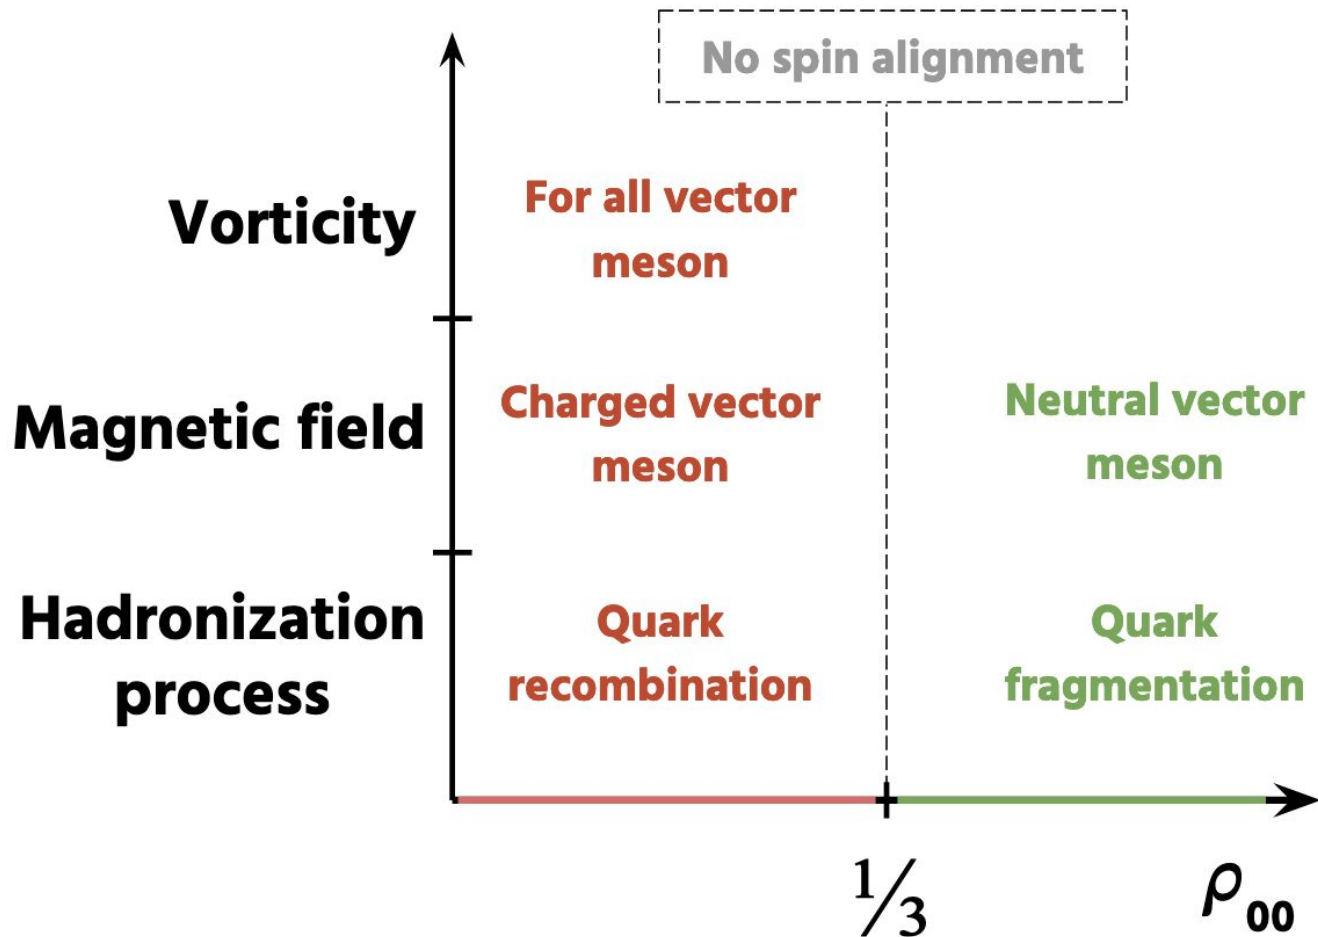 No spin alignment
Vorticity
For all vector
meson
Magnetic field
Charged vector
meson
Neutral vector
meson
Hadronization
process
Quark
recombination
Quark
fragmentation
⅓
ρ₀₀